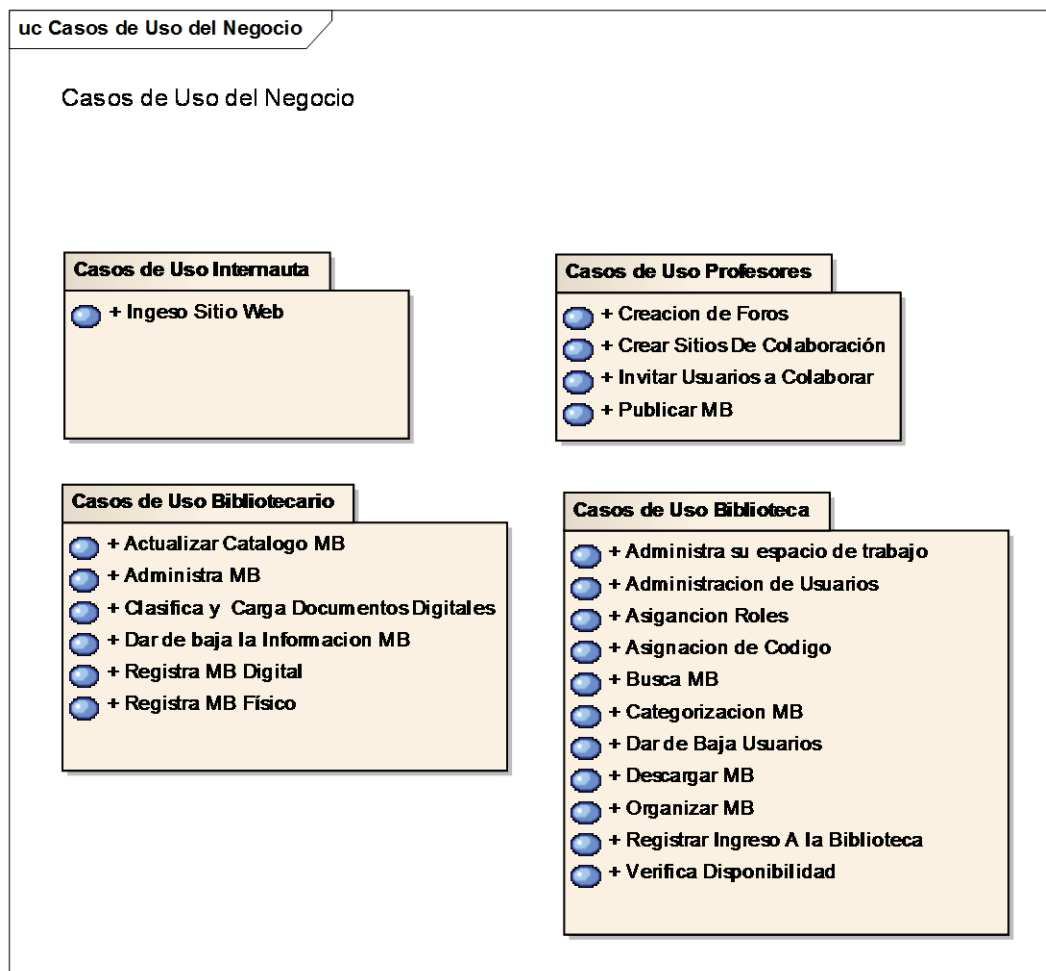 uc Casos de Uso del Negocio
Casos de Uso del Negocio
Casos de Uso Internauta
+ Ingeso Sitio Web
Casos de Uso Profesores
+ Creacion de Foros
+ Crear Sitios De Colaboración
+ Invitar Usuarios a Colaborar
+ Publicar MB
Casos de Uso Bibliotecario
+ Actualizar Catalogo MB
+ Administra MB
+ Clasifica y Carga Documentos Digitales
+ Dar de baja la Informacion MB
+ Registra MB Digital
+ Registra MB Físico
Casos de Uso Biblioteca
+ Administra su espacio de trabajo
+ Administracion de Usuarios
+ Asigancion Roles
+ Asignacion de Codigo
+ Busca MB
+ Categorizacion MB
+ Dar de Baja Usuarios
+ Descargar MB
+ Organizar MB
+ Registrar Ingreso A la Biblioteca
+ Verifica Disponibilidad